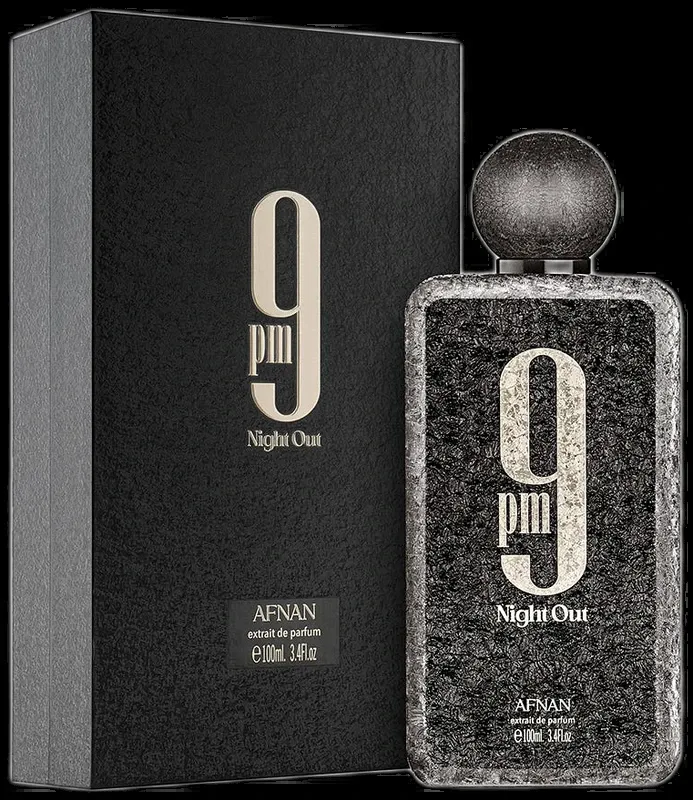 9
pm
Night Out
AFNAN
extrait de parfum
℮100ml. 3.4Fl.oz
9
pm
Night Out
AFNAN
extrait de parfum
℮100ml. 3.4Fl.oz